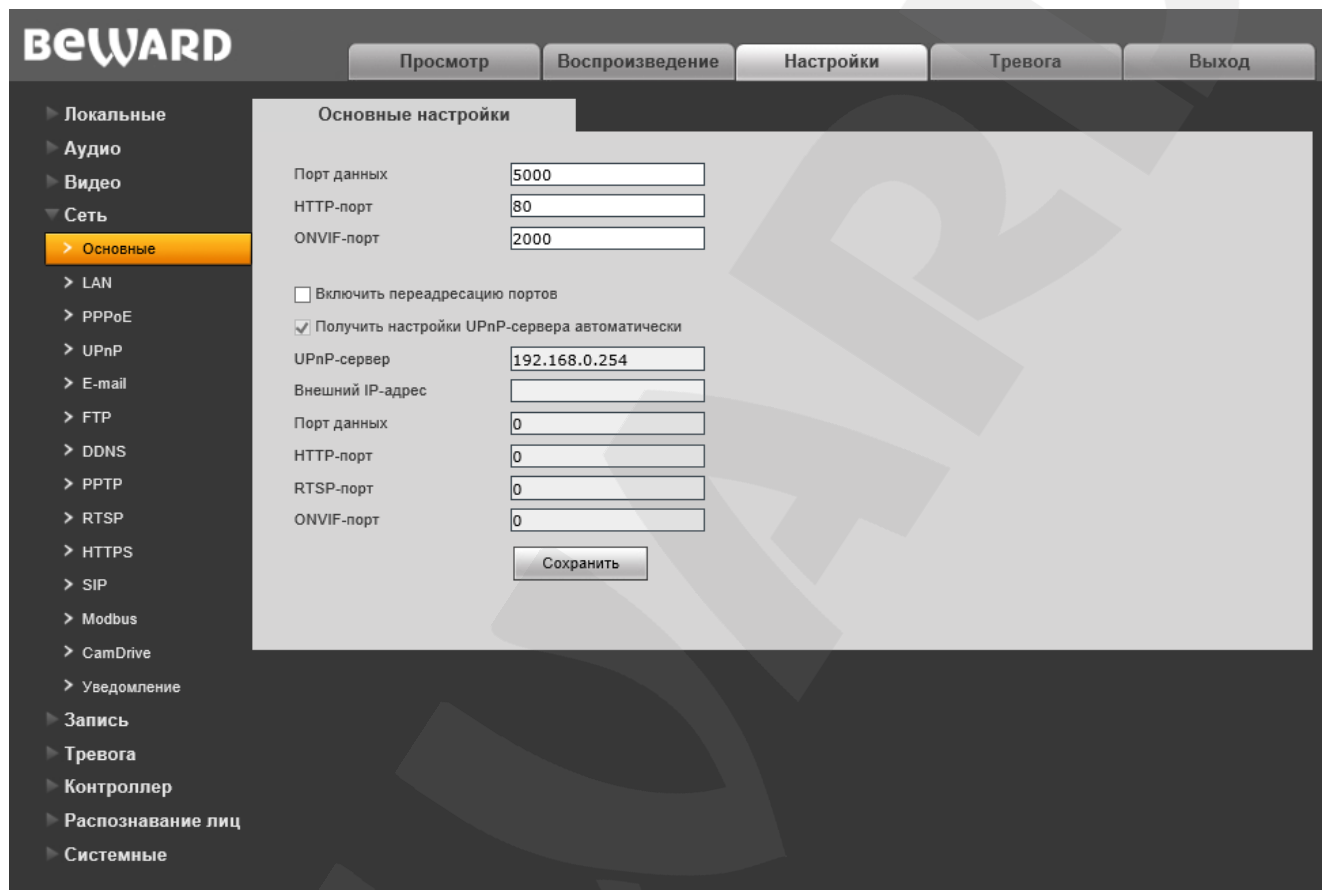 BEWARD
Просмотр
Воспроизведение
Настройки
Тревога
Выход
Локальные
Аудио
Видео
Сеть
Основные
LAN
PPPoE
UPnP
E-mail
FTP
DDNS
PPTP
RTSP
HTTPS
SIP
Modbus
CamDrive
Уведомление
Запись
Тревога
Контроллер
Распознавание лиц
Системные
Основные настройки
Порт данных 5000
HTTP-порт 80
ONVIF-порт 2000
Включить переадресацию портов
Получить настройки UPnP-сервера автоматически
UPnP-сервер 192.168.0.254
Внешний IP-адрес
Порт данных 0
HTTP-порт 0
RTSP-порт 0
ONVIF-порт 0
Сохранить